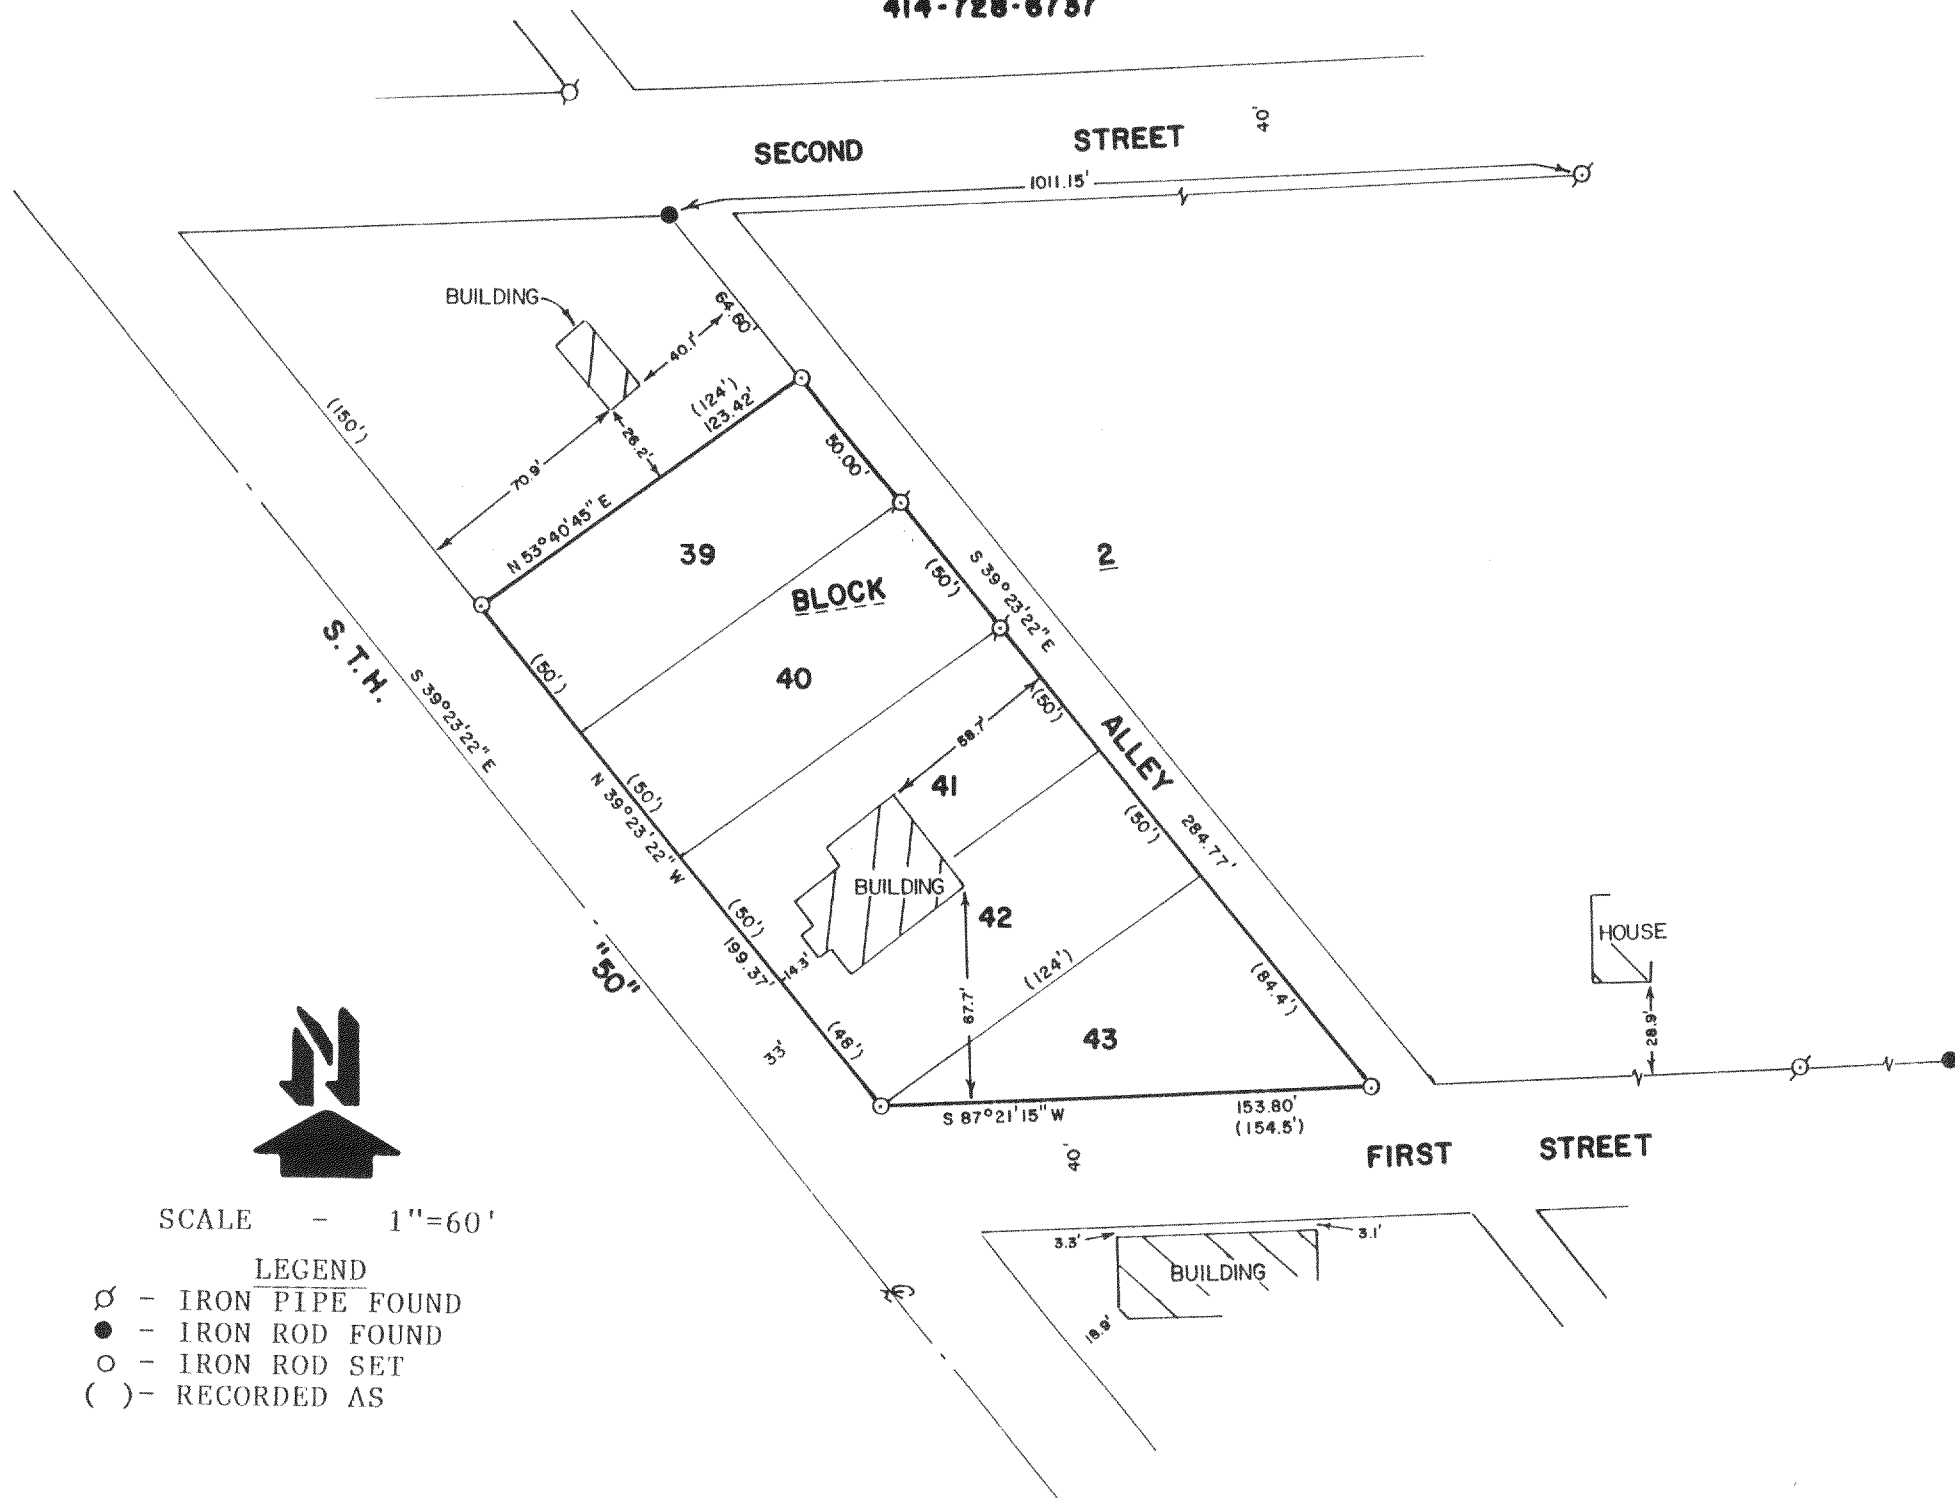 414-728-6737
SECOND STREET
40'
1011.15'
BUILDING
64.60'
40.1'
(124')
123.42'
(150')
26.2'
70.9'
N 53°40'45" E
50.00'
39
BLOCK
2
(50')
S 39°23'22" E
S. T. H.
S 39°23'22" E
(50')
40
(50')
N 39°23'22" W
(50')
58.7'
41
ALLEY
(50')
284.77'
BUILDING
42
(50')
199.37'
14.3'
"50"
(124')
67.7'
(84.4')
HOUSE
28.9'
33'
(48')
43
S 87°21'15" W
153.80'
(154.5')
40'
FIRST STREET
3.3'
3.1'
BUILDING
18.9'
N
SCALE - 1"=60'
LEGEND
Ø - IRON PIPE FOUND
● - IRON ROD FOUND
○ - IRON ROD SET
( )- RECORDED AS